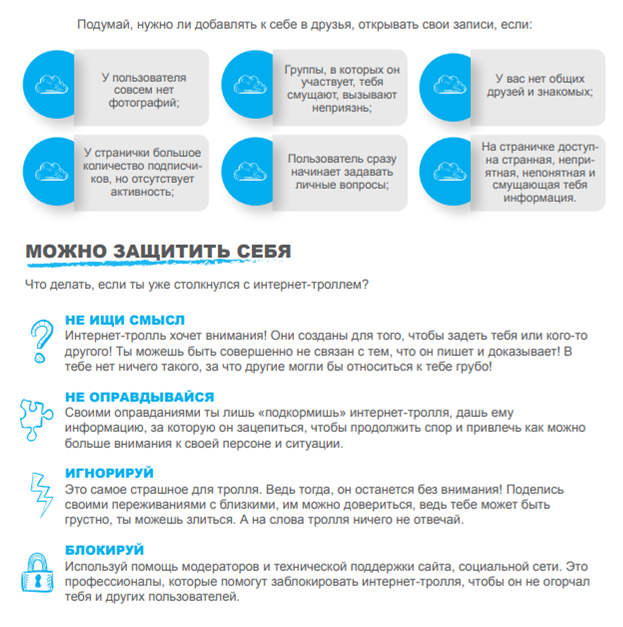 Подумай, нужно ли добавлять к себе в друзья, открывать свои записи, если:
У пользователя
совсем нет
фотографий;
Группы, в которых он
участвует, тебя
смущают, вызывают
неприязнь;
У вас нет общих
друзей и знакомых;
У странички большое
количество подписчи-
ков, но отсутствует
активность;
Пользователь сразу
начинает задавать
личные вопросы;
На страничке доступ-
на странная, непри-
ятная, непонятная и
смущающая тебя
информация.
МОЖНО ЗАЩИТИТЬ СЕБЯ
Что делать, если ты уже столкнулся с интернет-троллем?
НЕ ИЩИ СМЫСЛ
Интернет-тролль хочет внимания! Они созданы для того, чтобы задеть тебя или кого-то
другого! Ты можешь быть совершенно не связан с тем, что он пишет и доказывает! В
тебе нет ничего такого, за что другие могли бы относиться к тебе грубо!
НЕ ОПРАВДЫВАЙСЯ
Своими оправданиями ты лишь «подкормишь» интернет-тролля, дашь ему
информацию, за которую он зацепиться, чтобы продолжить спор и привлечь как можно
больше внимания к своей персоне и ситуации.
ИГНОРИРУЙ
Это самое страшное для тролля. Ведь тогда, он останется без внимания! Поделись
своими переживаниями с близкими, им можно довериться, ведь тебе может быть
грустно, ты можешь злиться. А на слова тролля ничего не отвечай.
БЛОКИРУЙ
Используй помощь модераторов и технической поддержки сайта, социальной сети. Это
профессионалы, которые помогут заблокировать интернет-тролля, чтобы он не огорчал
тебя и других пользователей.